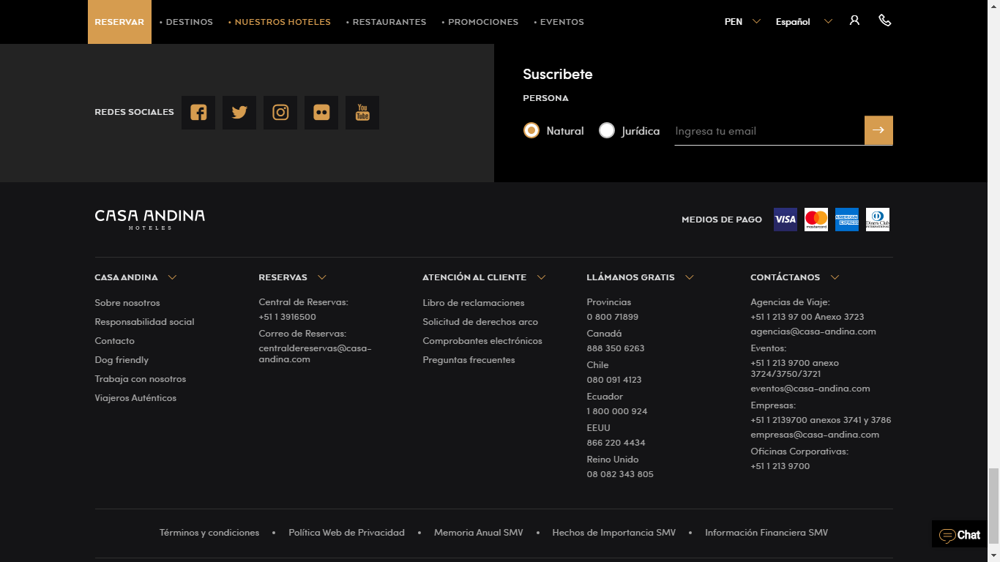 RESERVAR
• DESTINOS
• NUESTROS HOTELES
• RESTAURANTES
• PROMOCIONES
• EVENTOS
PEN
Español
REDES SOCIALES
You
Tube
Suscribete
PERSONA
Natural
Jurídica
Ingresa tu email
CASA ANDINA
HOTELES
MEDIOS DE PAGO
VISA
mastercard
AMERICAN
EXPRESS
Diners Club
INTERNATIONAL
CASA ANDINA
Sobre nosotros
Responsabilidad social
Contacto
Dog friendly
Trabaja con nosotros
Viajeros Auténticos
RESERVAS
Central de Reservas:
+51 1 3916500
Correo de Reservas:
centraldereservas@casa-
andina.com
ATENCIÓN AL CLIENTE
Libro de reclamaciones
Solicitud de derechos arco
Comprobantes electrónicos
Preguntas frecuentes
LLÁMANOS GRATIS
Provincias
0 800 71899
Canadá
888 350 6263
Chile
080 091 4123
Ecuador
1 800 000 924
EEUU
866 220 4434
Reino Unido
08 082 343 805
CONTÁCTANOS
Agencias de Viaje:
+51 1 213 97 00 Anexo 3723
agencias@casa-andina.com
Eventos:
+51 1 213 9700 anexo
3724/3750/3721
eventos@casa-andina.com
Empresas:
+51 1 2139700 anexos 3741 y 3786
empresas@casa-andina.com
Oficinas Corporativas:
+51 1 213 9700
Términos y condiciones • Política Web de Privacidad • Memoria Anual SMV • Hechos de Importancia SMV • Información Financiera SMV
Chat